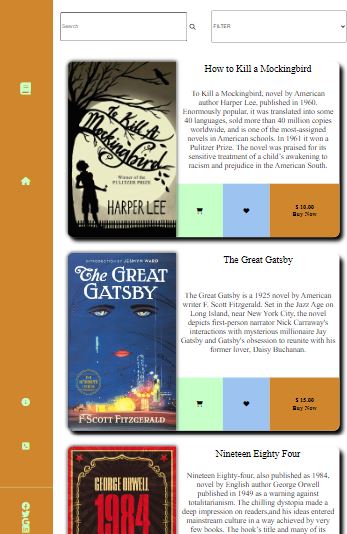 Search
FILTER
How to Kill a Mockingbird
To Kill a Mockingbird
Winner of the
PULITZER PRIZE
HARPER LEE
To Kill a Mockingbird, novel by American
author Harper Lee, published in 1960.
Enormously popular, it was translated into some
40 languages, sold more than 40 million copies
worldwide, and is one of the most-assigned
novels in American schools. In 1961 it won a
Pulitzer Prize. The novel was praised for its
sensitive treatment of a child’s awakening to
racism and prejudice in the American South.
$ 10.00
Buy Now
INTRODUCTION BY JESMYN WARD
The GREAT
GATSBY
F. SCOTT FITZGERALD
The Great Gatsby
The Great Gatsby is a 1925 novel by American
writer F. Scott Fitzgerald. Set in the Jazz Age on
Long Island, near New York City, the novel
depicts first-person narrator Nick Carraway's
interactions with mysterious millionaire Jay
Gatsby and Gatsby's obsession to reunite with his
former lover, Daisy Buchanan.
$ 15.00
Buy Now
GEORGE ORWELL
1984
Nineteen Eighty Four
Nineteen Eighty-four, also published as 1984,
novel by English author George Orwell
published in 1949 as a warning against
totalitarianism. The chilling dystopia made a
deep impression on readers,and his ideas entered
mainstream culture in a way achieved by very
few books. The book’s title and many of its